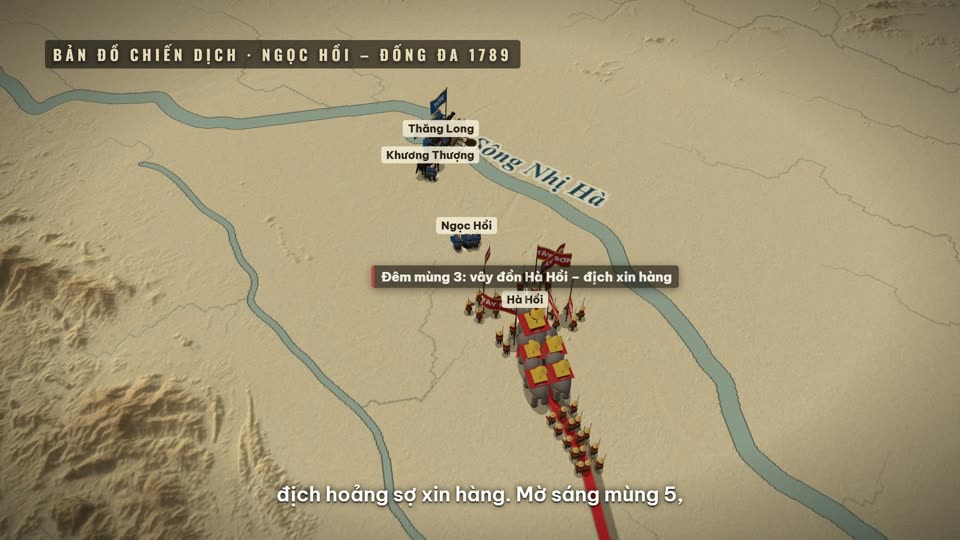 BẢN ĐỒ CHIẾN DỊCH · NGỌC HỒI – ĐỐNG ĐA 1789
Thăng Long
Khương Thượng
Sông Nhị Hà
Ngọc Hồi
Đêm mùng 3: vây đồn Hà Hồi – địch xin hàng
Hà Hồi
địch hoảng sợ xin hàng. Mờ sáng mùng 5,